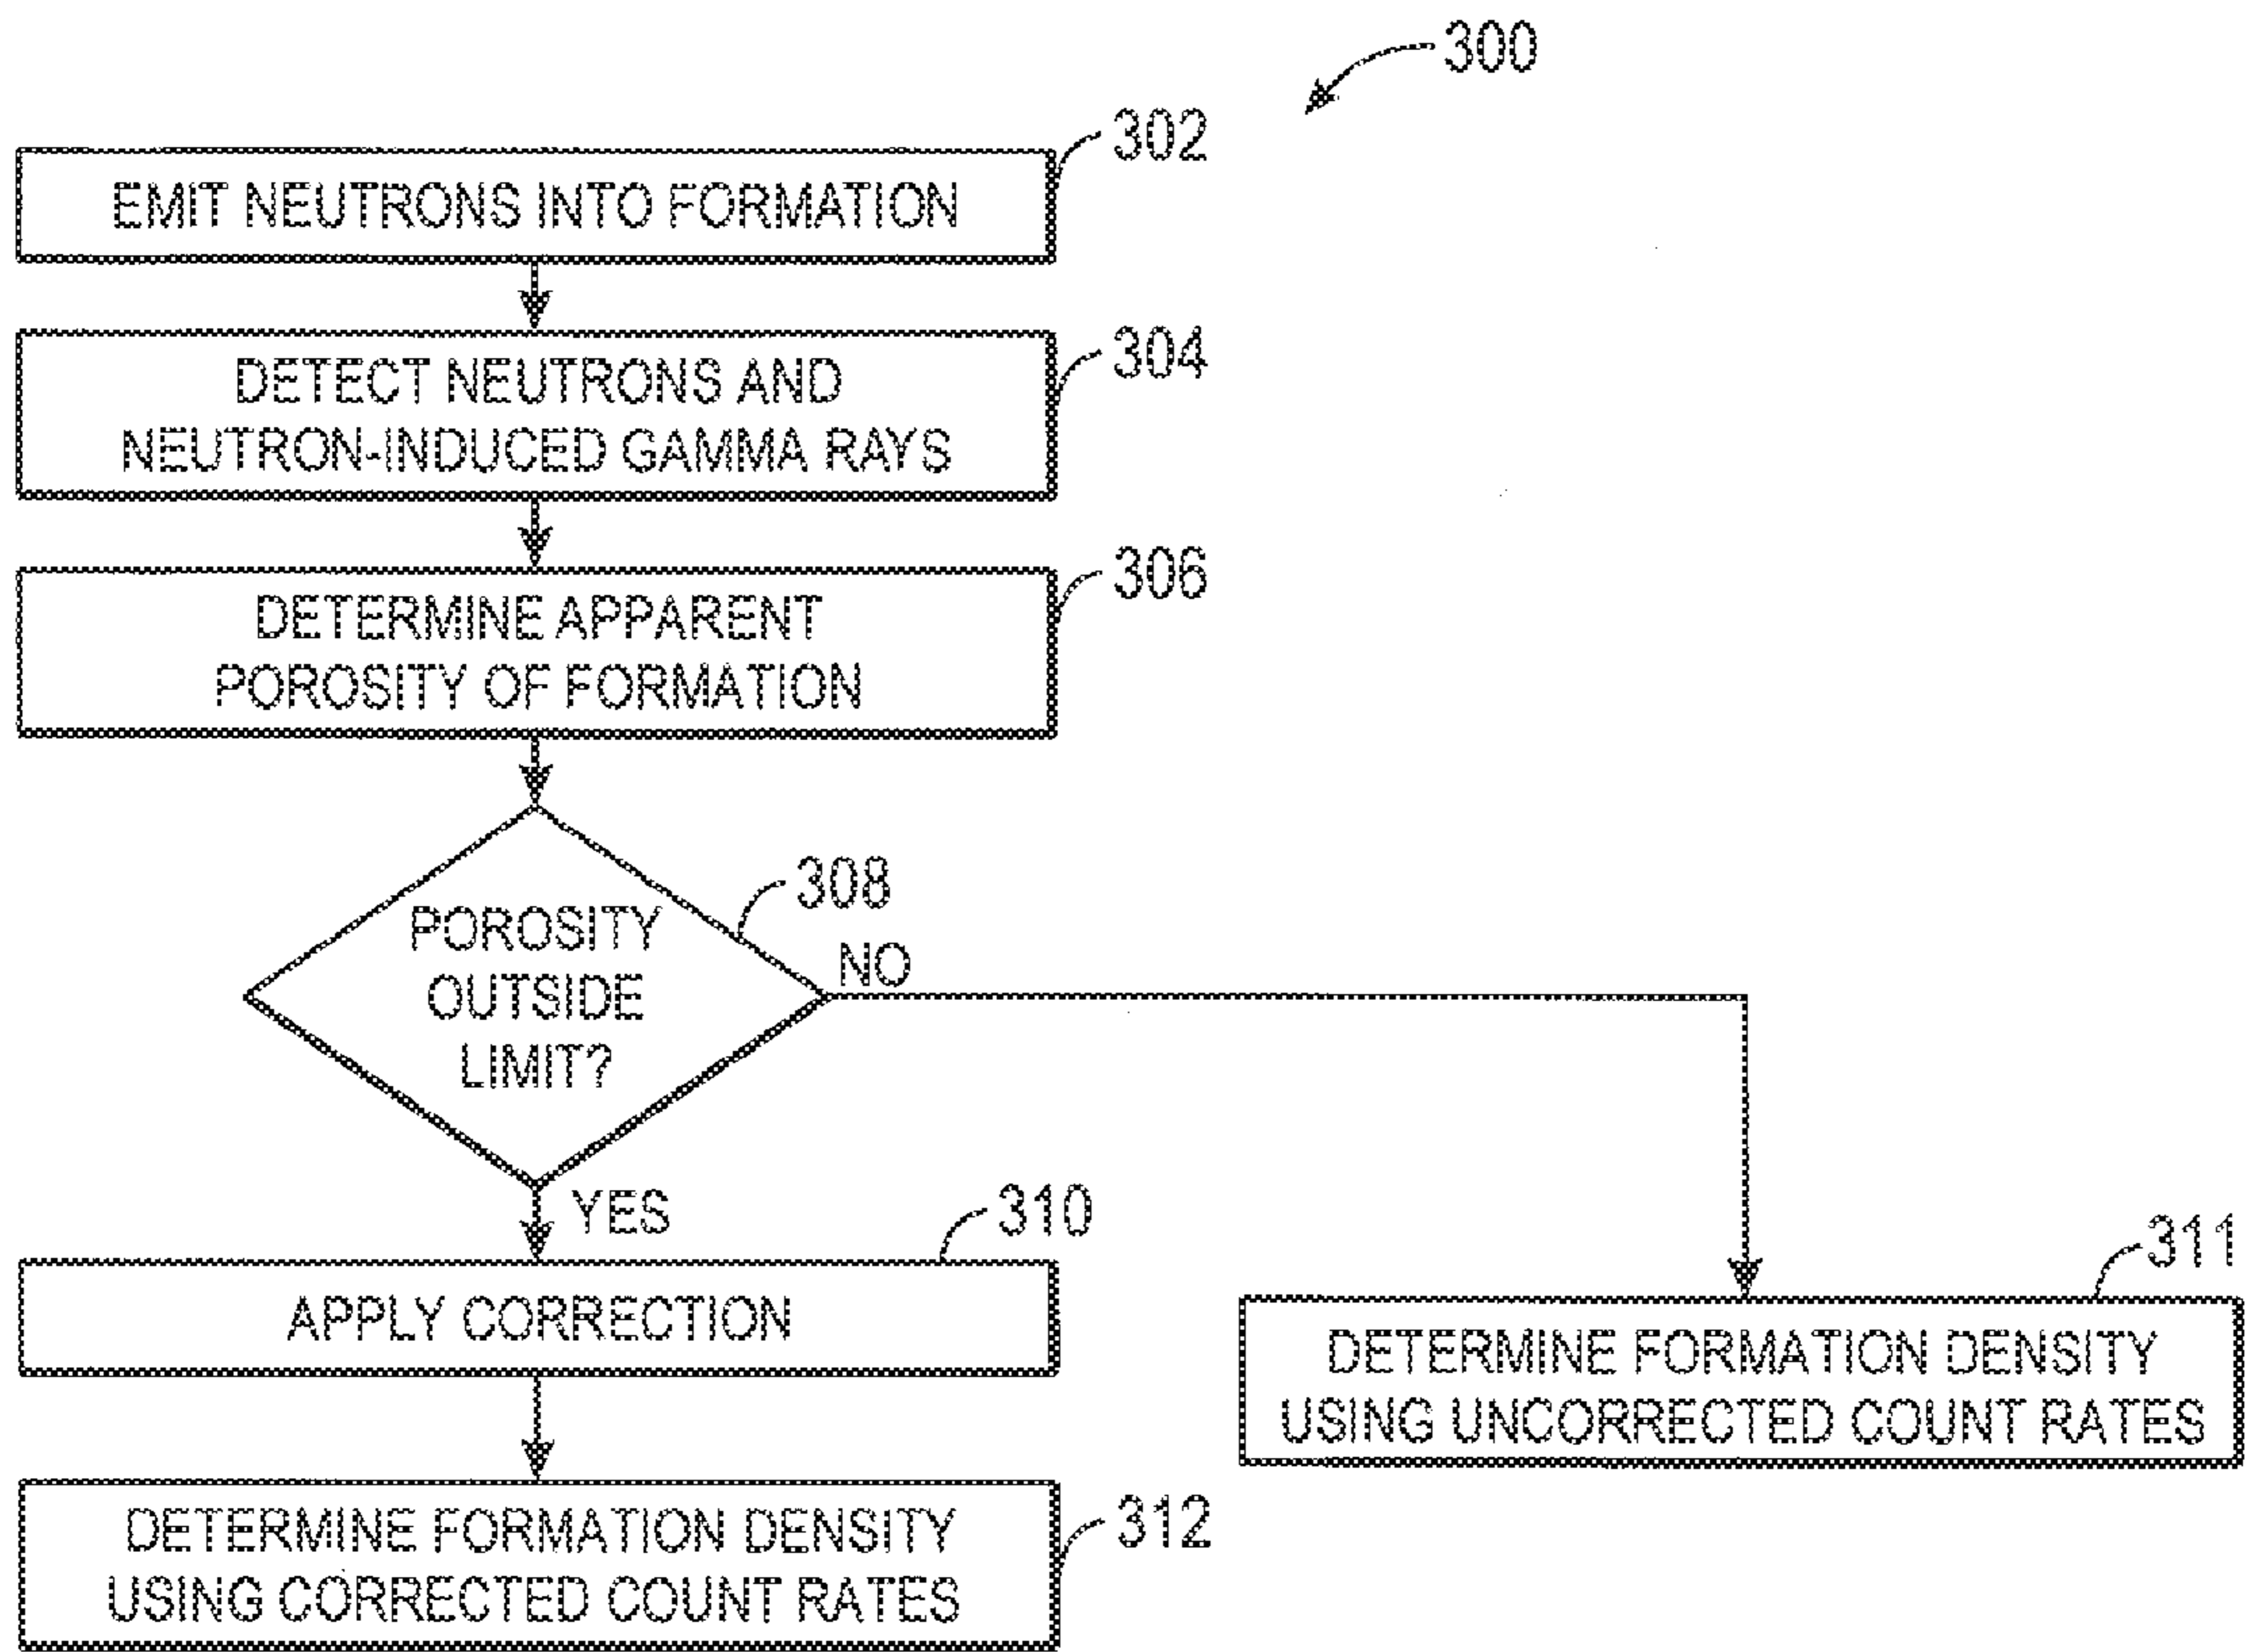 300
302
EMIT NEUTRONS INTO FORMATION
304
DETECT NEUTRONS AND
NEUTRON-INDUCED GAMMA RAYS
306
DETERMINE APPARENT
POROSITY OF FORMATION
308
POROSITY
OUTSIDE
LIMIT?
NO
YES
310
APPLY CORRECTION
311
DETERMINE FORMATION DENSITY
USING UNCORRECTED COUNT RATES
312
DETERMINE FORMATION DENSITY
USING CORRECTED COUNT RATES